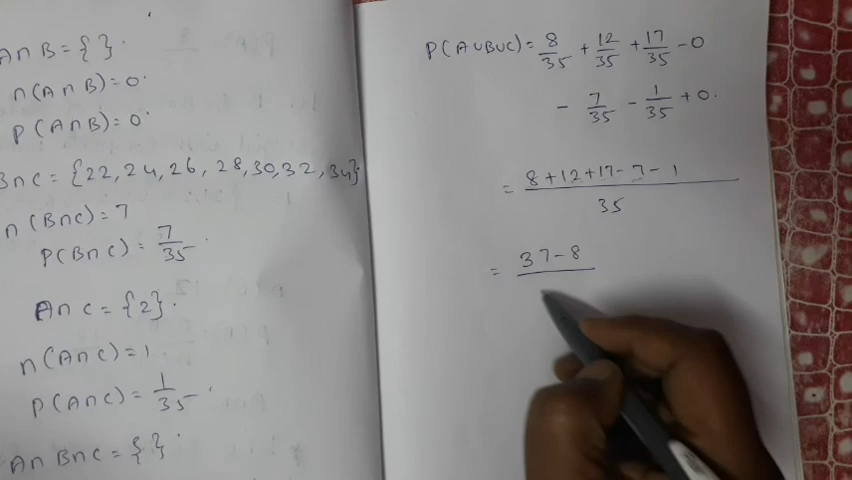 A∩B = { }.
n(A∩B) = 0.
P(A∩B) = 0.
B∩C = {22, 24, 26, 28, 30, 32, 34}
n(B∩C) = 7
P(B∩C) = 7/35.
A∩C = {2}.
n(A∩C) = 1.
P(A∩C) = 1/35.
A∩B∩C = { }.
P(A∪B∪C) = 8/35 + 12/35 + 17/35 - 0
- 7/35 - 1/35 + 0.
= 8+12+17-7-1/35
= 37-8